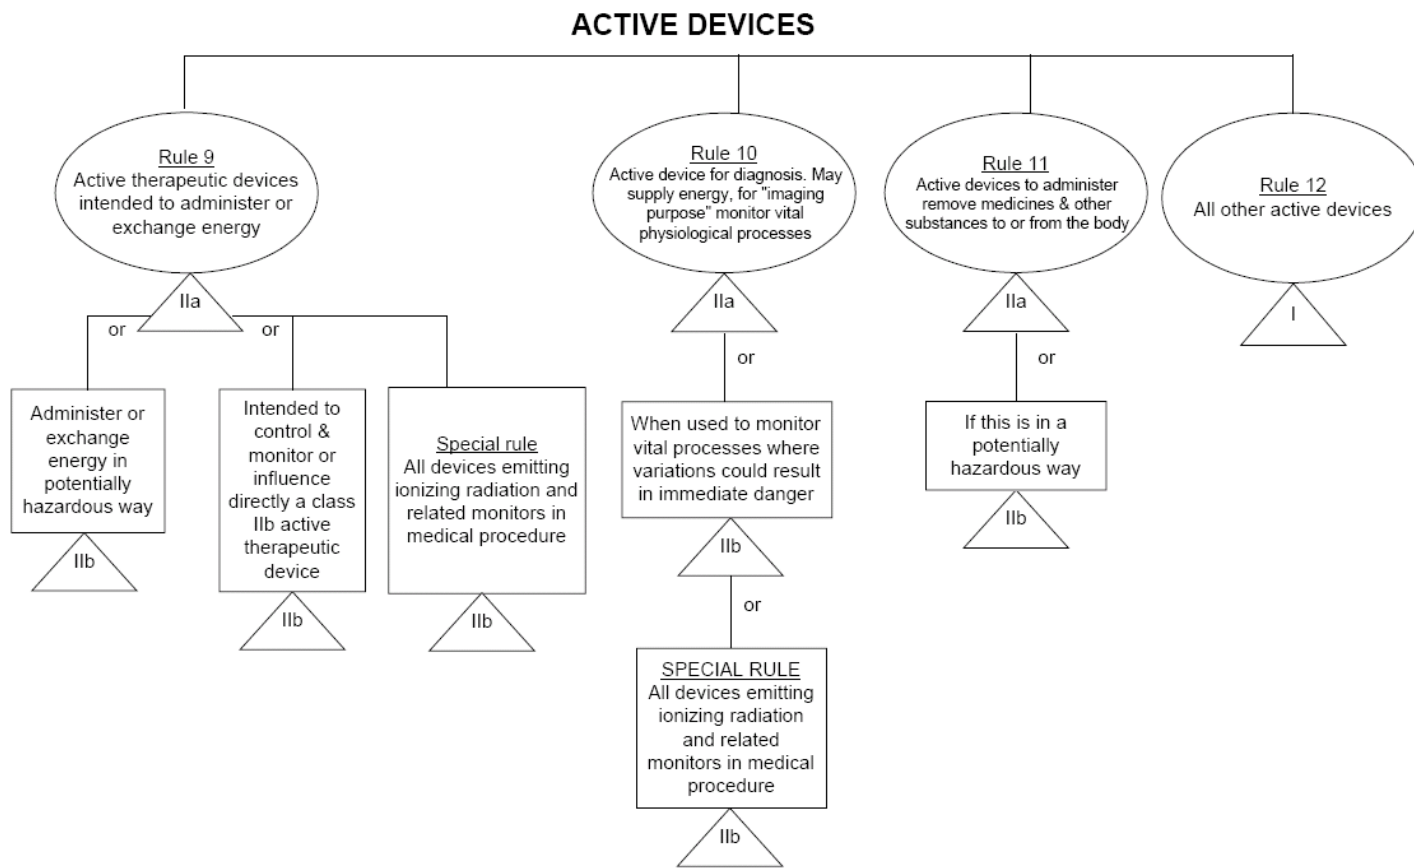 ACTIVE DEVICES
Rule 9
Active therapeutic devices
intended to administer or
exchange energy
IIa
or
or
Administer or
exchange
energy in
potentially
hazardous way
IIb
Intended to
control &
monitor or
influence
directly a class
IIb active
therapeutic
device
IIb
Special rule
All devices emitting
ionizing radiation and
related monitors in
medical procedure
IIb
Rule 10
Active device for diagnosis. May
supply energy, for "imaging
purpose" monitor vital
physiological processes
IIa
or
When used to monitor
vital processes where
variations could result
in immediate danger
IIb
or
SPECIAL RULE
All devices emitting
ionizing radiation
and related
monitors in medical
procedure
IIb
Rule 11
Active devices to administer
remove medicines & other
substances to or from the body
IIa
or
If this is in a
potentially
hazardous way
IIb
Rule 12
All other active devices
I